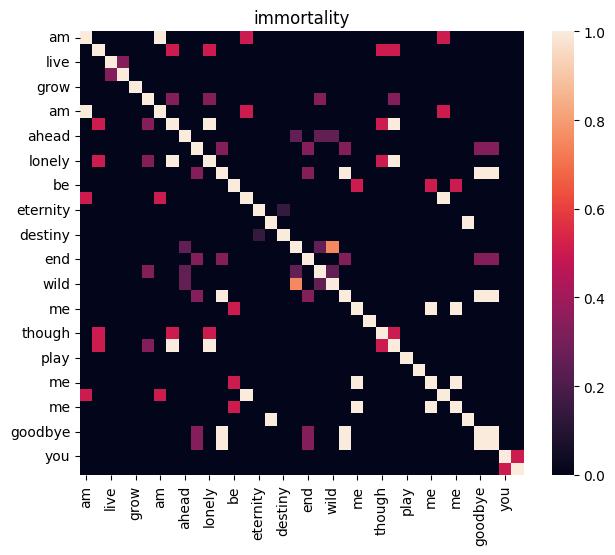 immortality
am
live
grow
am
ahead
lonely
be
eternity
destiny
end
wild
me
though
play
me
me
goodbye
you
1.0
0.8
0.6
0.4
0.2
0.0
am
live
grow
am
ahead
lonely
be
eternity
destiny
end
wild
me
though
play
me
me
goodbye
you